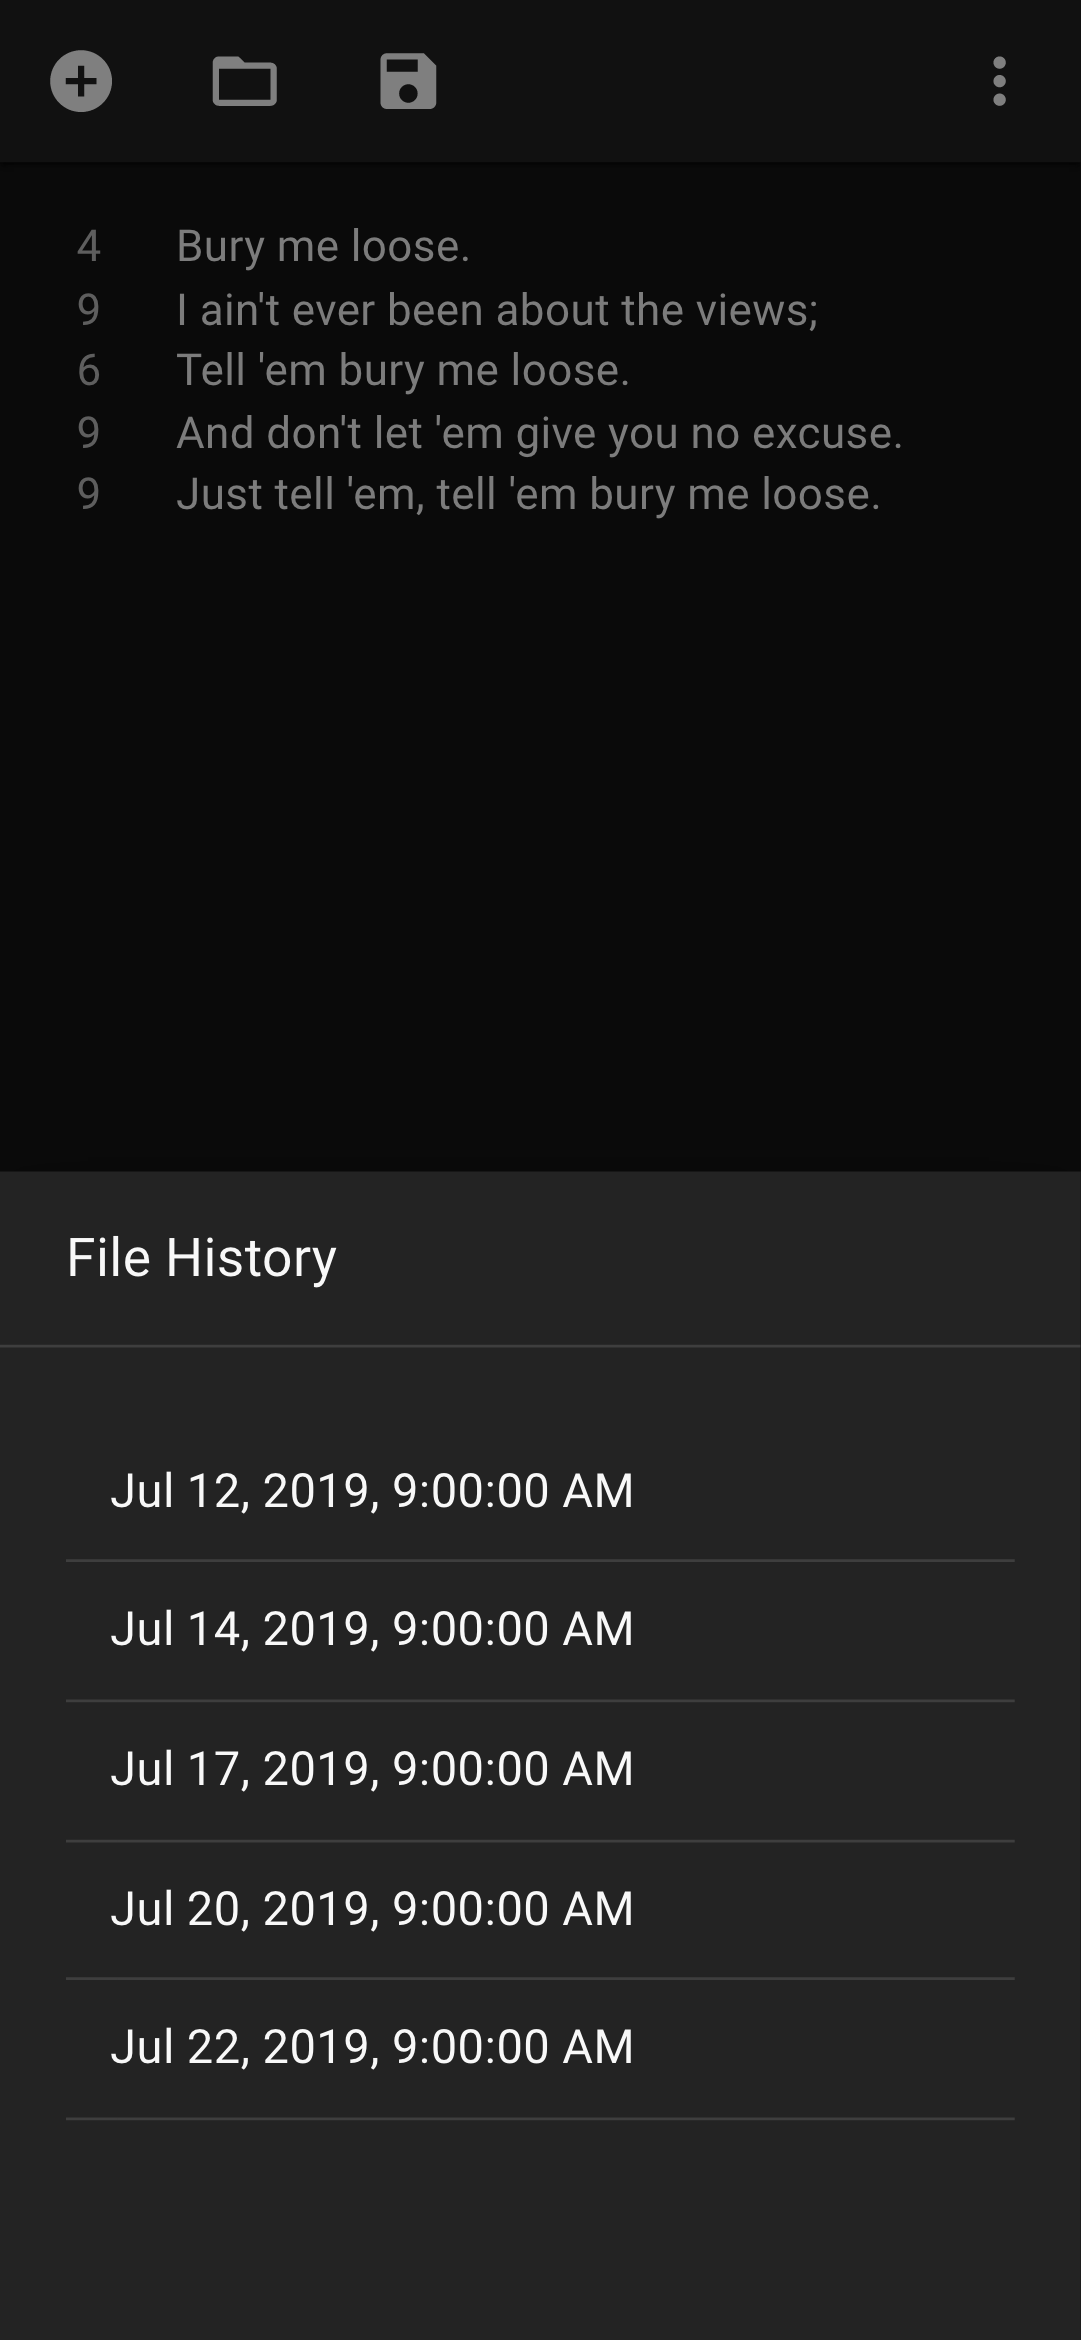 4 Bury me loose.
9 I ain't ever been about the views;
6 Tell 'em bury me loose.
9 And don't let 'em give you no excuse.
9 Just tell 'em, tell 'em bury me loose.
File History
Jul 12, 2019, 9:00:00 AM
Jul 14, 2019, 9:00:00 AM
Jul 17, 2019, 9:00:00 AM
Jul 20, 2019, 9:00:00 AM
Jul 22, 2019, 9:00:00 AM